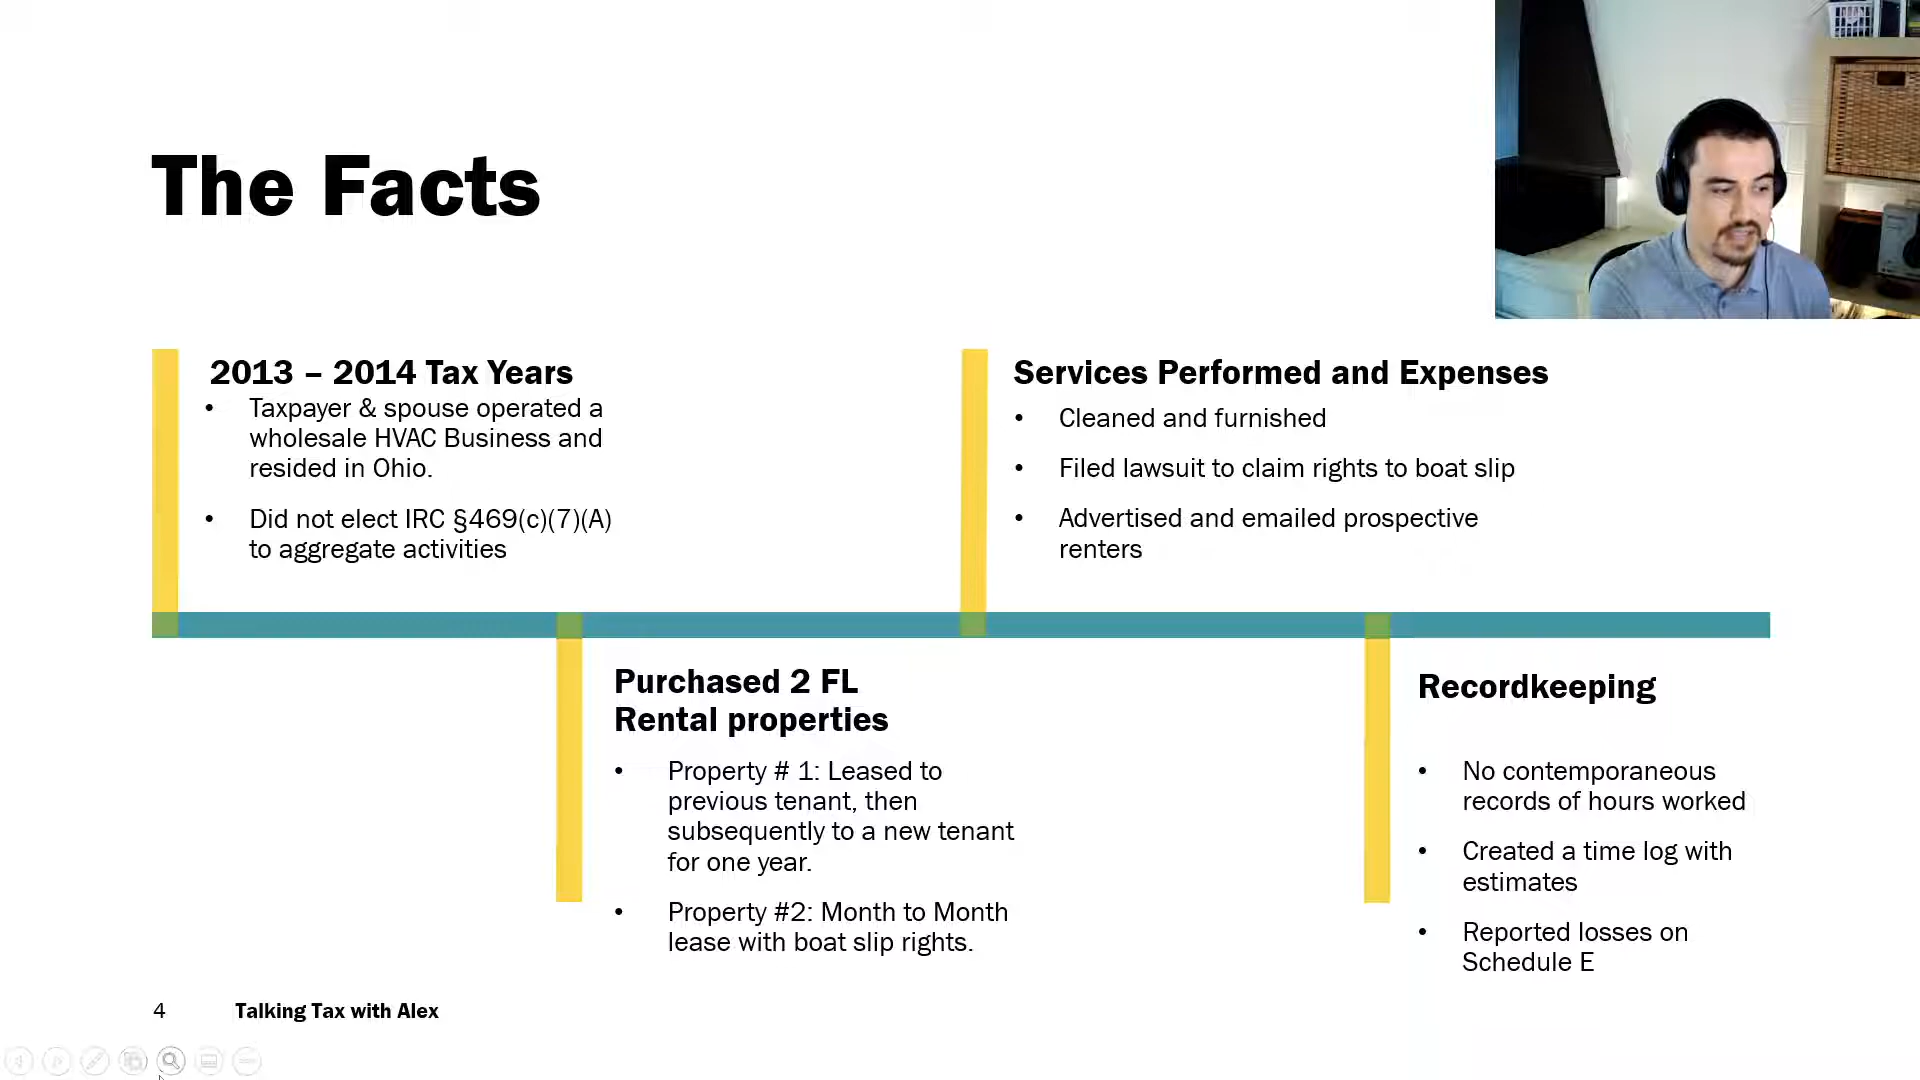 The Facts
2013 – 2014 Tax Years
• Taxpayer & spouse operated a
wholesale HVAC Business and
resided in Ohio.
• Did not elect IRC §469(c)(7)(A)
to aggregate activities
Services Performed and Expenses
• Cleaned and furnished
• Filed lawsuit to claim rights to boat slip
• Advertised and emailed prospective
renters
Purchased 2 FL
Rental properties
• Property # 1: Leased to
previous tenant, then
subsequently to a new tenant
for one year.
• Property #2: Month to Month
lease with boat slip rights.
Recordkeeping
• No contemporaneous
records of hours worked
• Created a time log with
estimates
• Reported losses on
Schedule E
4 Talking Tax with Alex